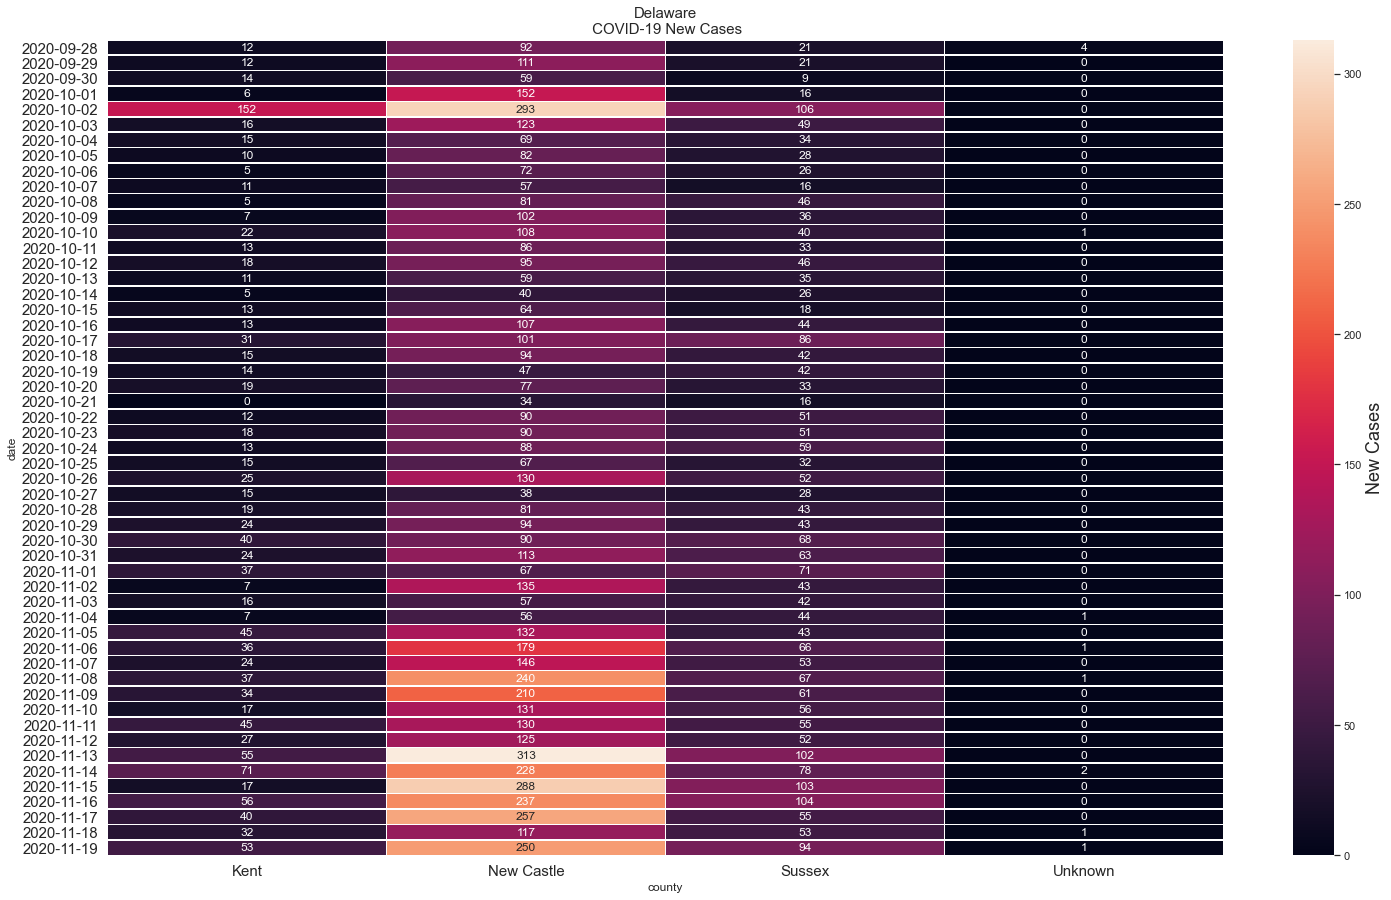 Delaware
COVID-19 New Cases
2020-09-28 12 92 21 4
2020-09-29 12 111 21 0
2020-09-30 14 59 9 0
2020-10-01 6 152 16 0
2020-10-02 152 293 106 0
2020-10-03 16 123 49 0
2020-10-04 15 69 34 0
2020-10-05 10 82 28 0
2020-10-06 5 72 26 0
2020-10-07 11 57 16 0
2020-10-08 5 81 46 0
2020-10-09 7 102 36 0
2020-10-10 22 108 40 1
2020-10-11 13 86 33 0
2020-10-12 18 95 46 0
2020-10-13 11 59 35 0
2020-10-14 5 40 26 0
2020-10-15 13 64 18 0
2020-10-16 13 107 44 0
2020-10-17 31 101 86 0
2020-10-18 15 94 42 0
2020-10-19 14 47 42 0
2020-10-20 19 77 33 0
2020-10-21 0 34 16 0
2020-10-22 12 90 51 0
2020-10-23 18 90 51 0
2020-10-24 13 88 59 0
2020-10-25 15 67 32 0
2020-10-26 25 130 52 0
2020-10-27 15 38 28 0
2020-10-28 19 81 43 0
2020-10-29 24 94 43 0
2020-10-30 40 90 68 0
2020-10-31 24 113 63 0
2020-11-01 37 67 71 0
2020-11-02 7 135 43 0
2020-11-03 16 57 42 0
2020-11-04 7 56 44 1
2020-11-05 45 132 43 0
2020-11-06 36 179 66 1
2020-11-07 24 146 53 0
2020-11-08 37 240 67 1
2020-11-09 34 210 61 0
2020-11-10 17 131 56 0
2020-11-11 45 130 55 0
2020-11-12 27 125 52 0
2020-11-13 55 313 102 0
2020-11-14 71 228 78 2
2020-11-15 17 288 103 0
2020-11-16 56 237 104 0
2020-11-17 40 257 55 0
2020-11-18 32 117 53 1
2020-11-19 53 250 94 1
Kent New Castle Sussex Unknown
county
date
300
250
200
150
100
50
0
New Cases